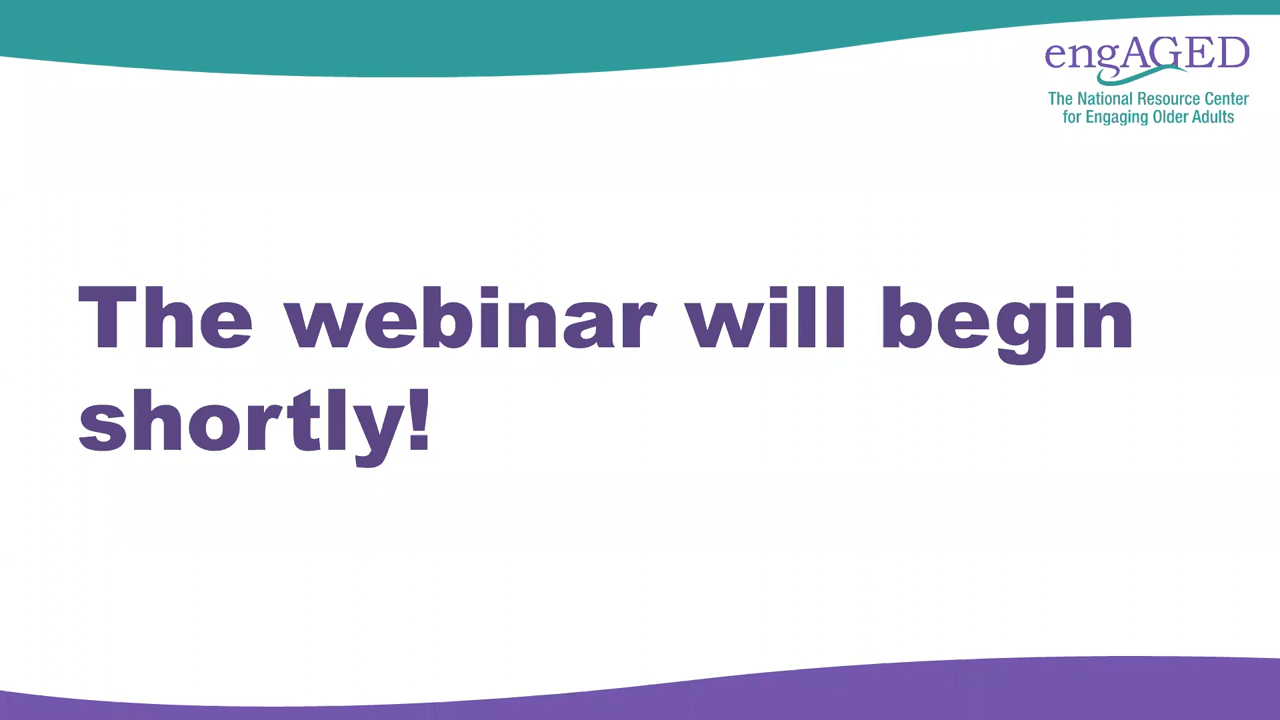 engAGED
The National Resource Center
for Engaging Older Adults
The webinar will begin
shortly!